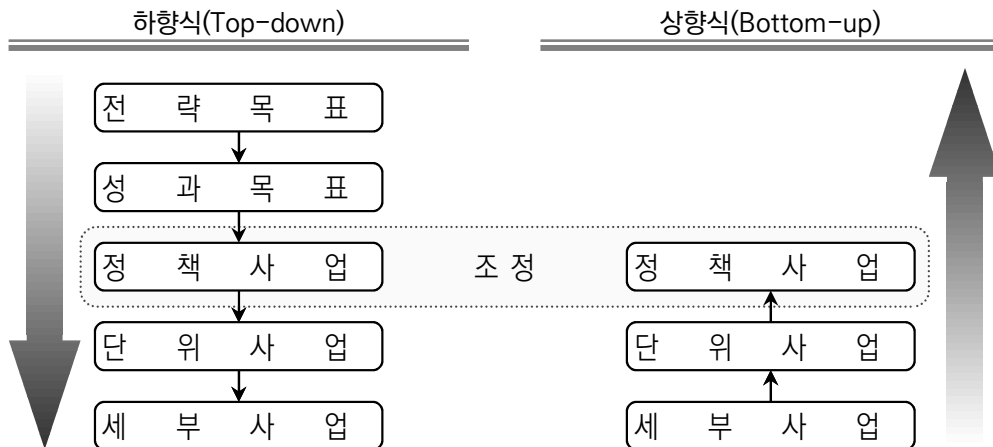 하향식(Top-down) 상향식(Bottom-up)
전 략 목 표
성 과 목 표
정 책 사 업 조 정 정 책 사 업
단 위 사 업 단 위 사 업
세 부 사 업 세 부 사 업